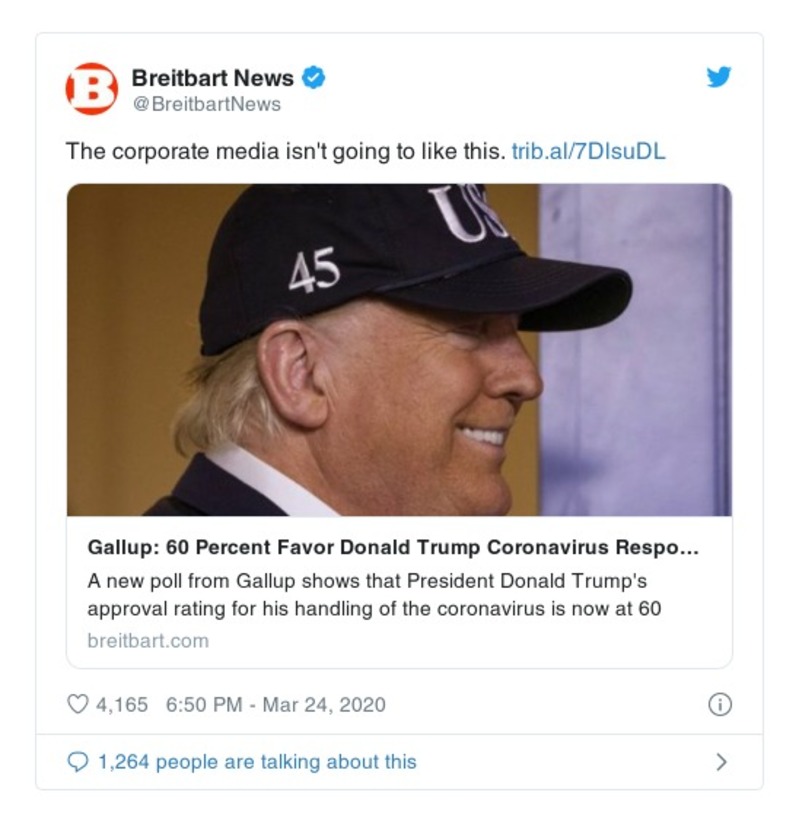 B
Breitbart News
@BreitbartNews
The corporate media isn't going to like this. trib.al/7DlsuDL
45
Gallup: 60 Percent Favor Donald Trump Coronavirus Respo...
A new poll from Gallup shows that President Donald Trump's
approval rating for his handling of the coronavirus is now at 60
breitbart.com
4,165 6:50 PM - Mar 24, 2020
1,264 people are talking about this